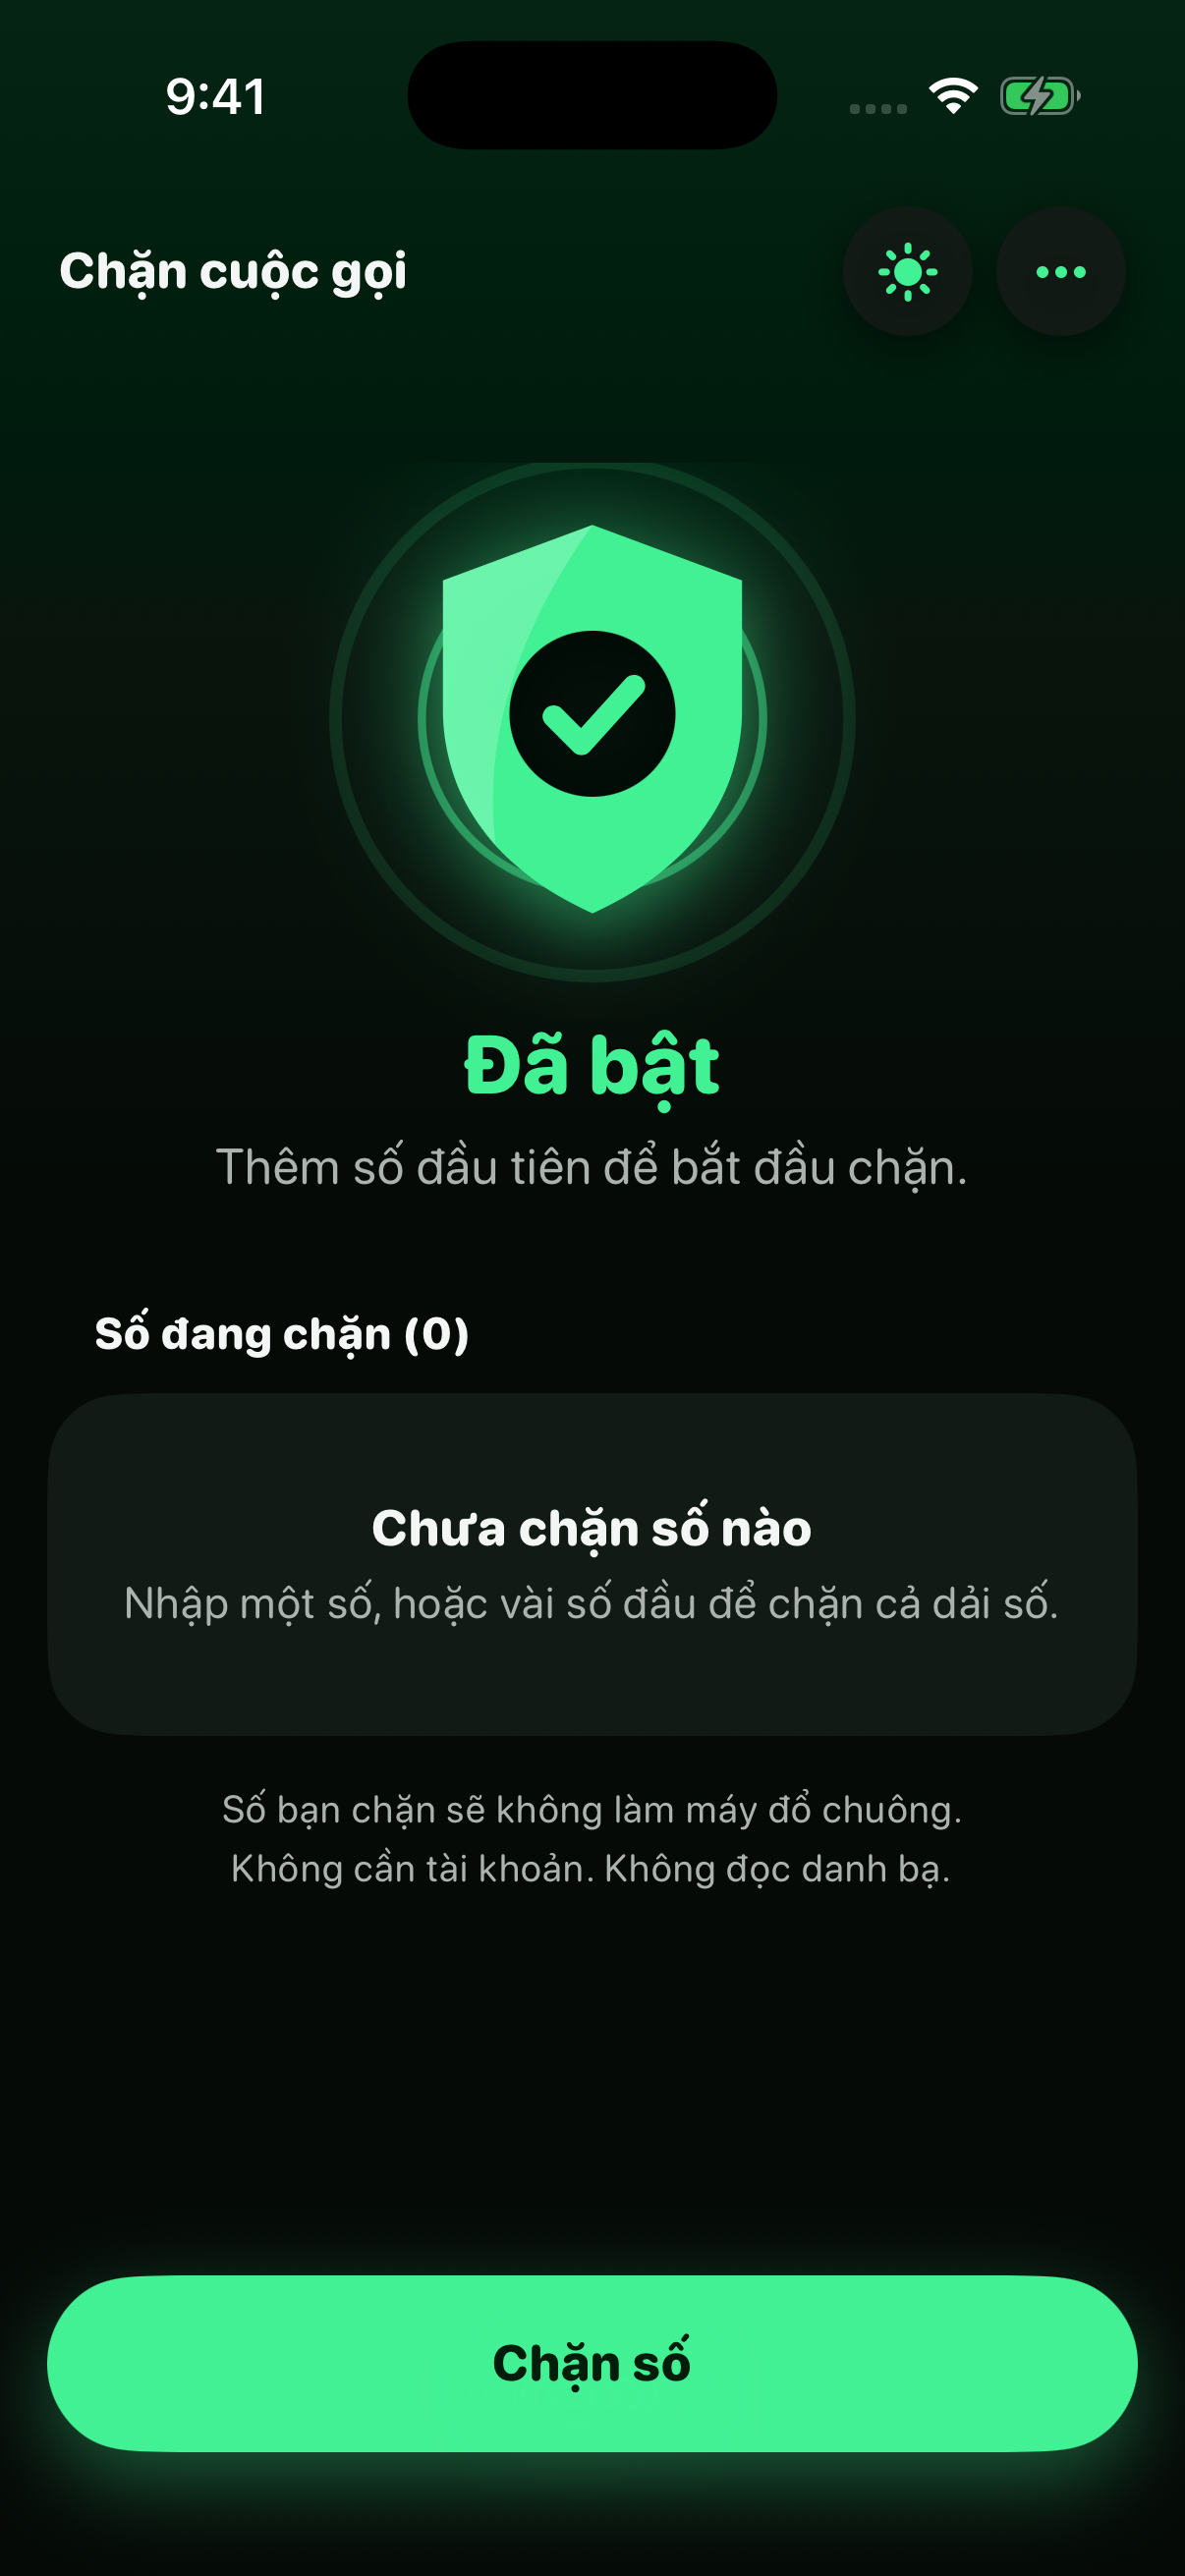 9:41
Chặn cuộc gọi
Đã bật
Thêm số đầu tiên để bắt đầu chặn.
Số đang chặn (0)
Chưa chặn số nào
Nhập một số, hoặc vài số đầu để chặn cả dải số.
Số bạn chặn sẽ không làm máy đổ chuông.
Không cần tài khoản. Không đọc danh bạ.
Chặn số